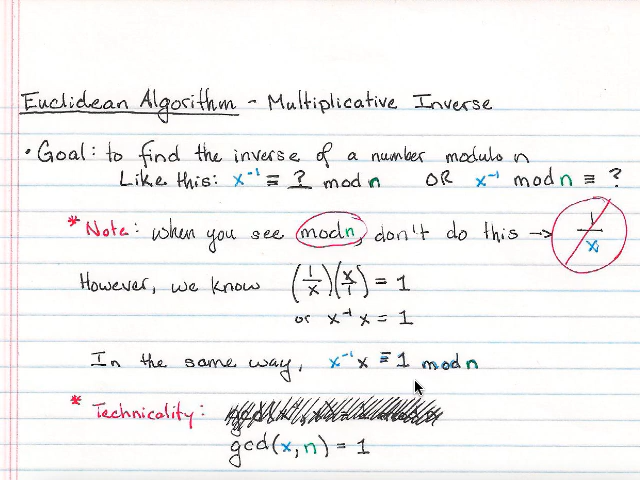 Euclidean Algorithm - Multiplicative Inverse
• Goal: to find the inverse of a number modulo n
Like this: x⁻¹ ≡ ? mod n OR x⁻¹ mod n ≡ ?
* Note: when you see mod n, don't do this → 1/x
However, we know (1/x)(x/1) = 1
or x⁻¹x = 1
In the same way, x⁻¹x ≡ 1 mod n
* Technicality:
gcd(x,n) = 1